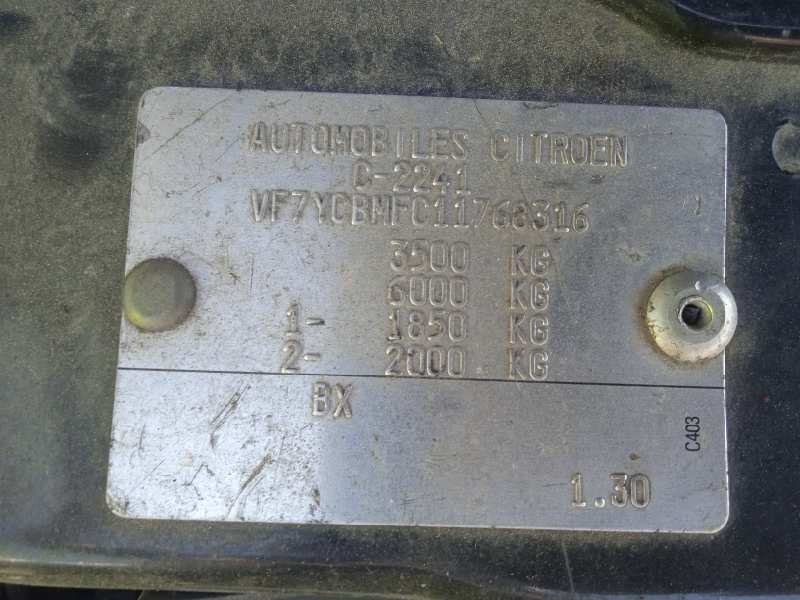 AUTOMOBILES CITROEN
C-2241
VF7YCBMFC11768316
3500 KG
6000 KG
1- 1850 KG
2- 2000 KG
BX
C403
1.30